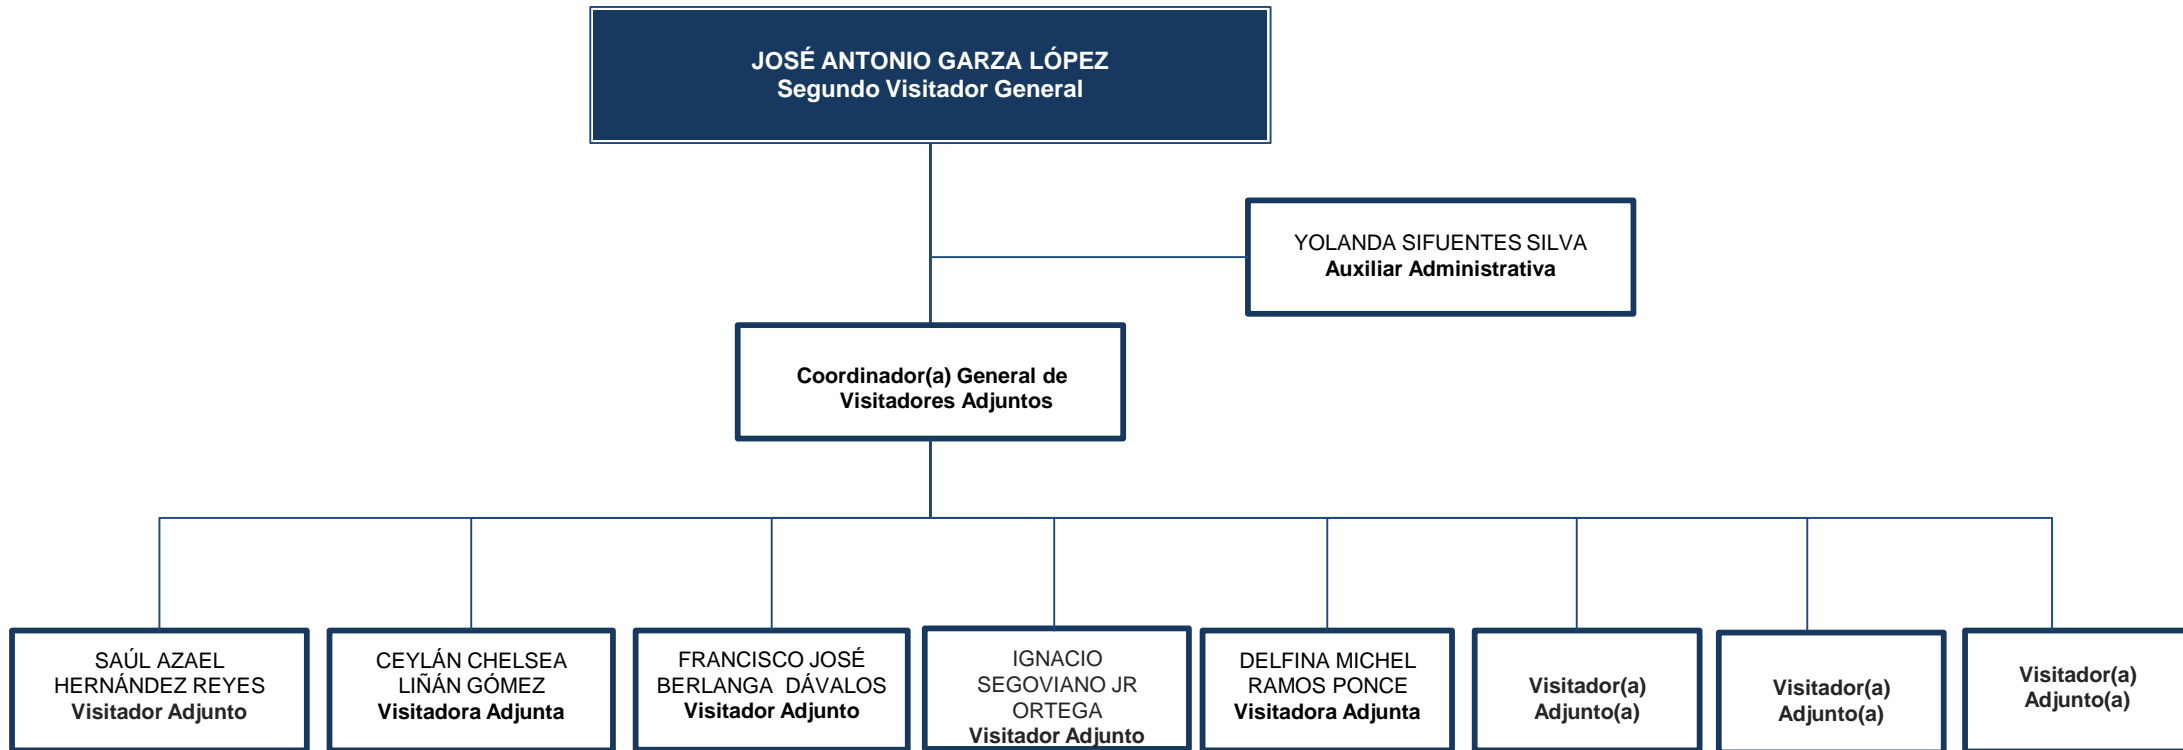 JOSÉ ANTONIO GARZA LÓPEZ
Segundo Visitador General
YOLANDA SIFUENTES SILVA
Auxiliar Administrativa
Coordinador(a) General de
Visitadores Adjuntos
SAÚL AZAEL
HERNÁNDEZ REYES
Visitador Adjunto
CEYLÁN CHELSEA
LIÑÁN GÓMEZ
Visitadora Adjunta
FRANCISCO JOSÉ
BERLANGA DÁVALOS
Visitador Adjunto
IGNACIO
SEGOVIANO JR
ORTEGA
Visitador Adjunto
DELFINA MICHEL
RAMOS PONCE
Visitadora Adjunta
Visitador(a)
Adjunto(a)
Visitador(a)
Adjunto(a)
Visitador(a)
Adjunto(a)